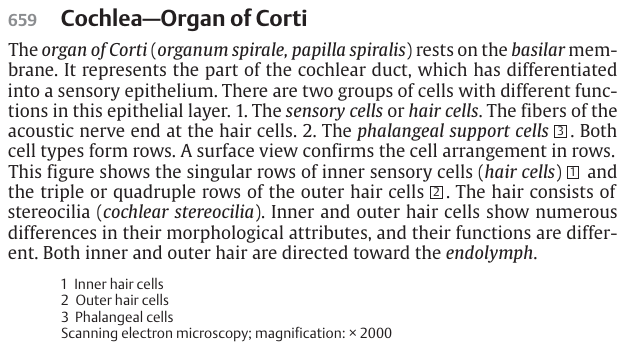 659 Cochlea—Organ of Corti
The organ of Corti (organum spirale, papilla spiralis) rests on the basilar mem-
brane. It represents the part of the cochlear duct, which has differentiated
into a sensory epithelium. There are two groups of cells with different func-
tions in this epithelial layer. 1. The sensory cells or hair cells. The fibers of the
acoustic nerve end at the hair cells. 2. The phalangeal support cells 3. Both
cell types form rows. A surface view confirms the cell arrangement in rows.
This figure shows the singular rows of inner sensory cells (hair cells) 1 and
the triple or quadruple rows of the outer hair cells 2. The hair consists of
stereocilia (cochlear stereocilia). Inner and outer hair cells show numerous
differences in their morphological attributes, and their functions are differ-
ent. Both inner and outer hair are directed toward the endolymph.
1 Inner hair cells
2 Outer hair cells
3 Phalangeal cells
Scanning electron microscopy; magnification: × 2000